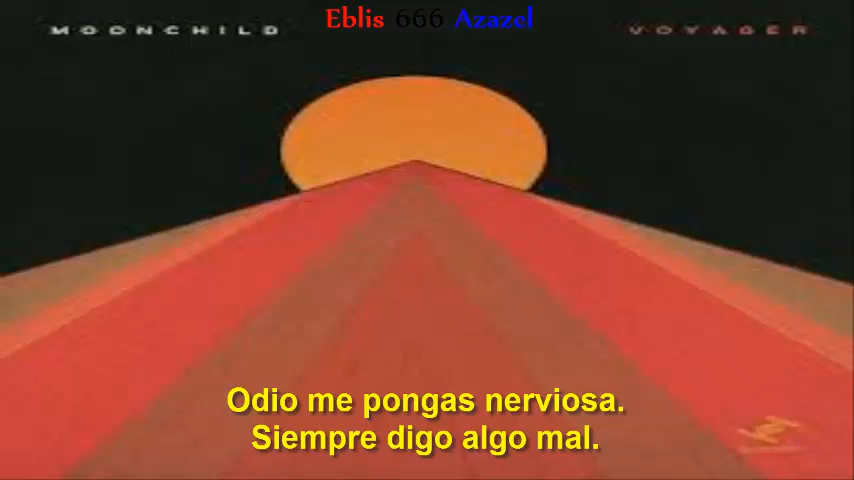 Eblis 666 Azazel
MOONCHILD VOYAGER
Odio me pongas nerviosa.
Siempre digo algo mal.